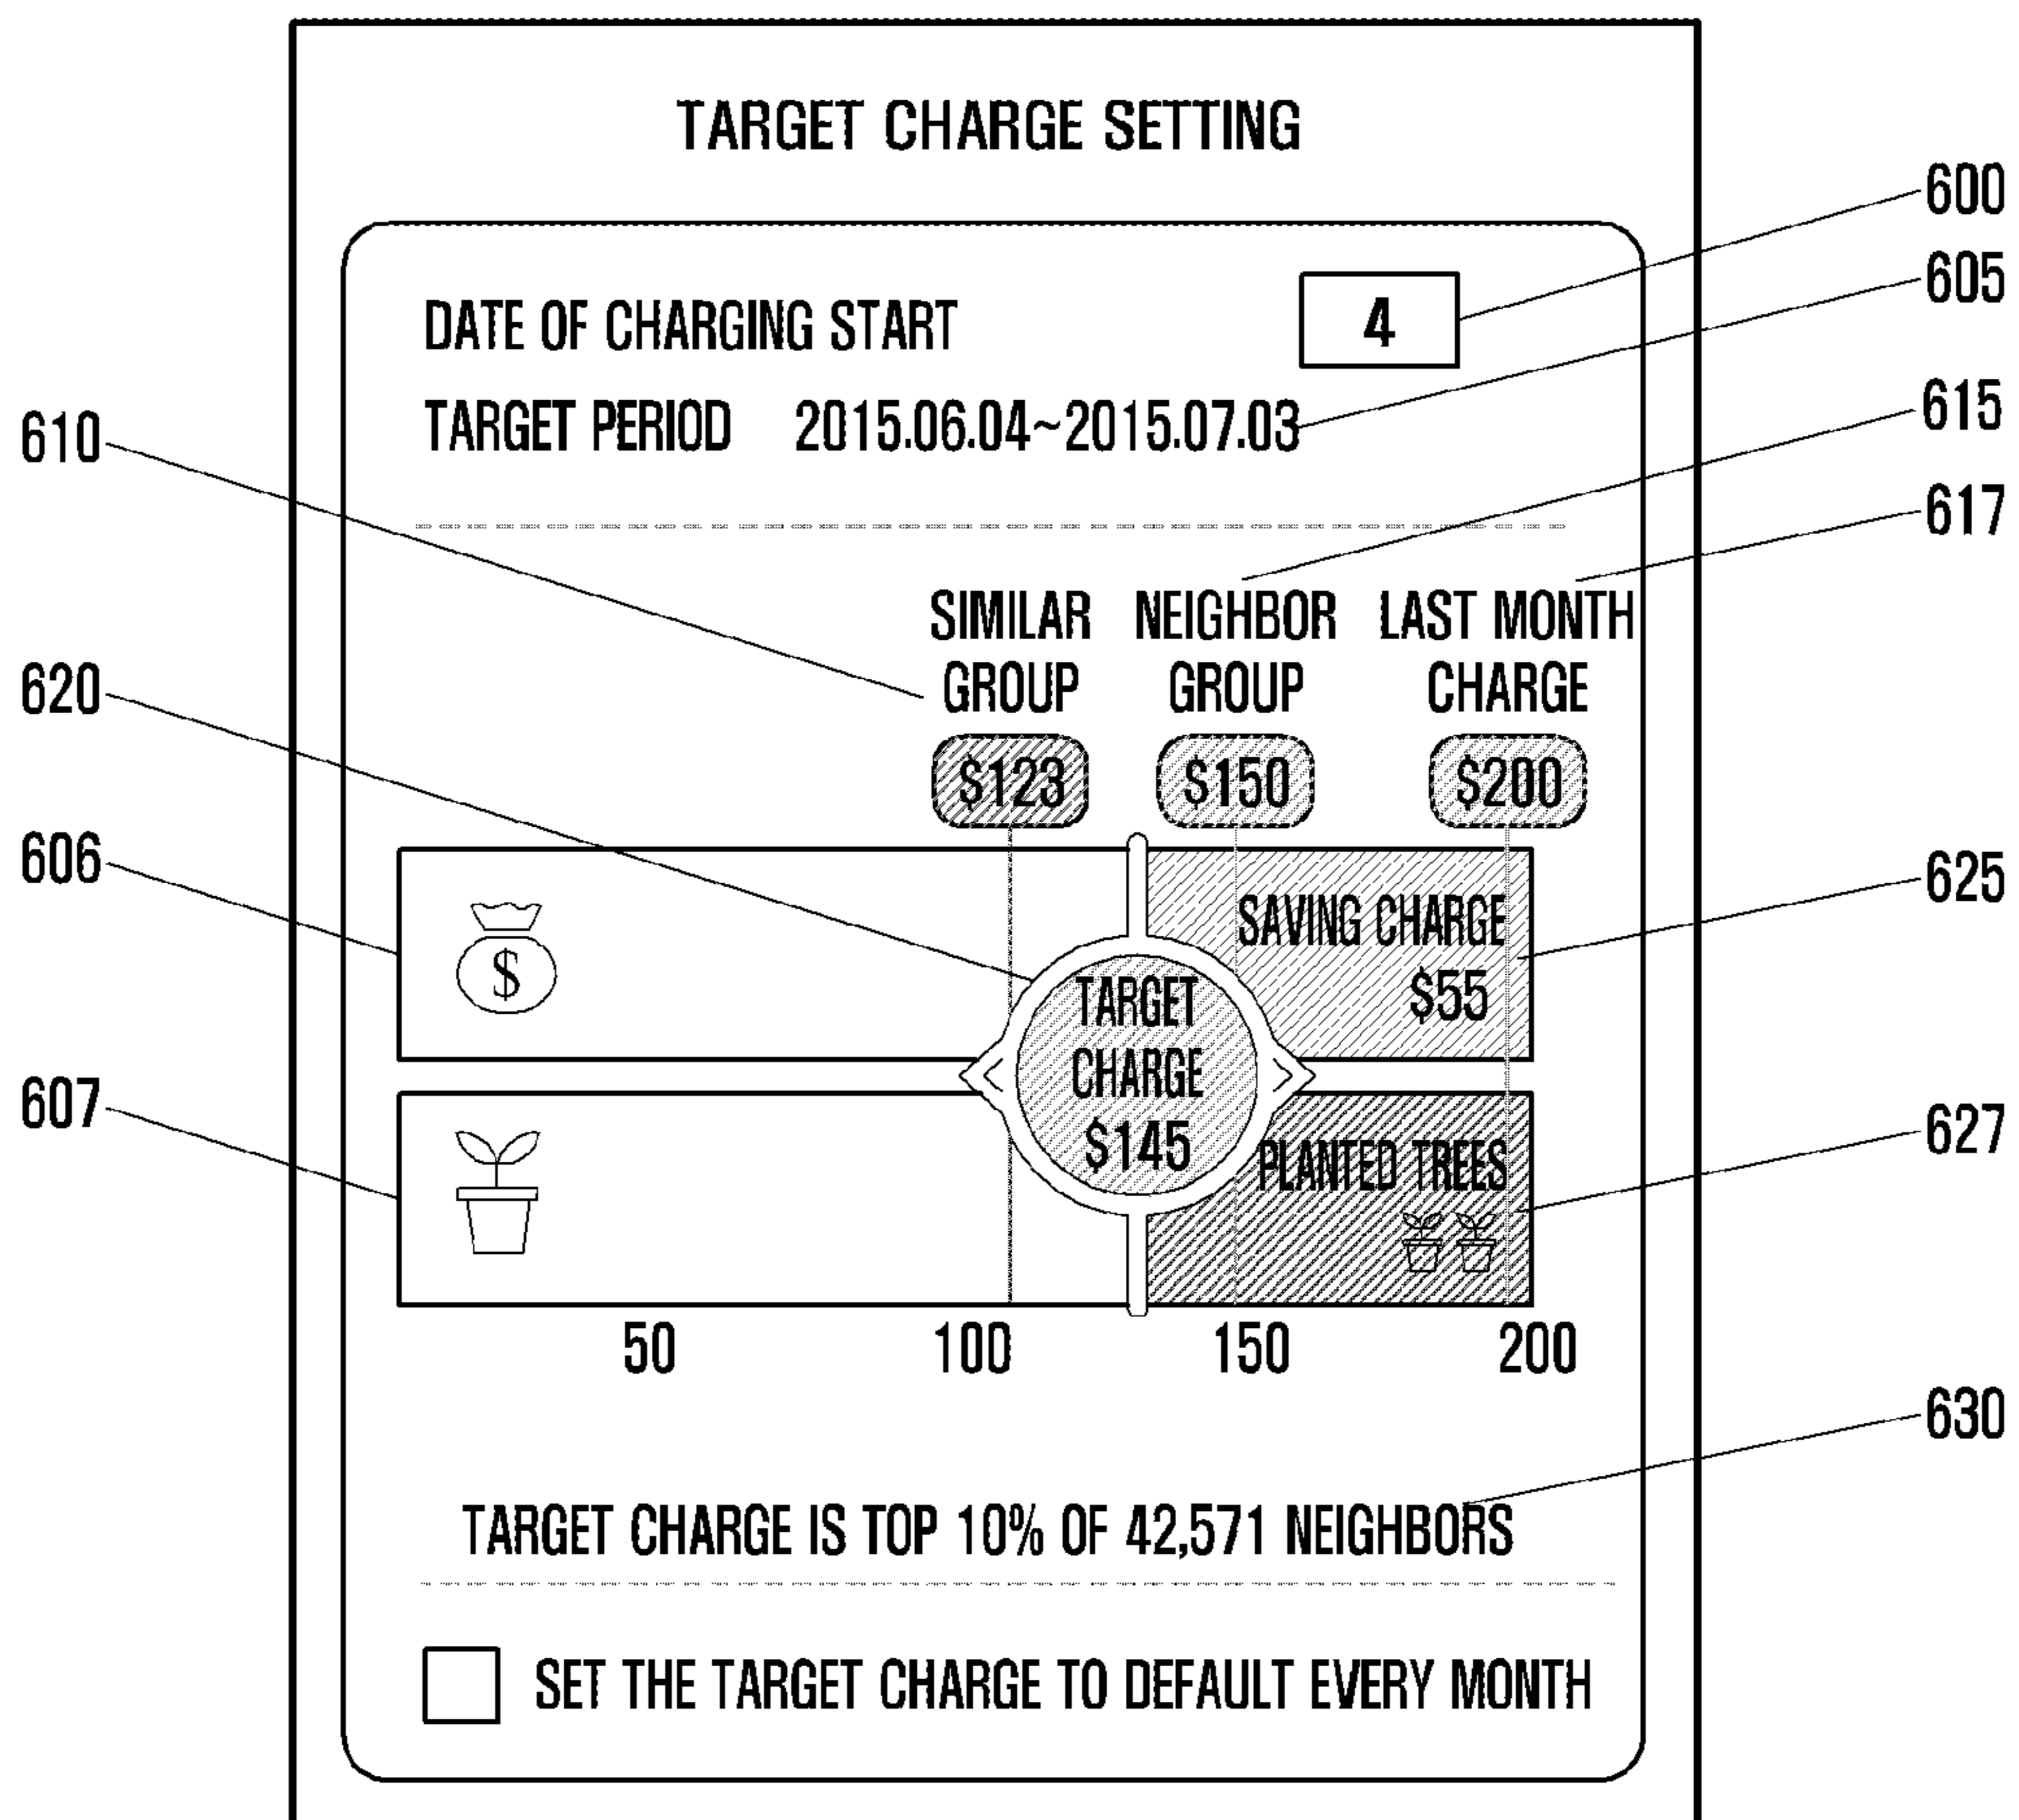 TARGET CHARGE SETTING
600
DATE OF CHARGING START 4
605
TARGET PERIOD 2015.06.04~2015.07.03
610
615
617
SIMILAR GROUP
NEIGHBOR GROUP
LAST MONTH CHARGE
620
$123 $150 $200
606
625
SAVING CHARGE
$55
$
TARGET
CHARGE
$145
607
627
PLANTED TREES
50 100 150 200
630
TARGET CHARGE IS TOP 10% OF 42,571 NEIGHBORS
SET THE TARGET CHARGE TO DEFAULT EVERY MONTH